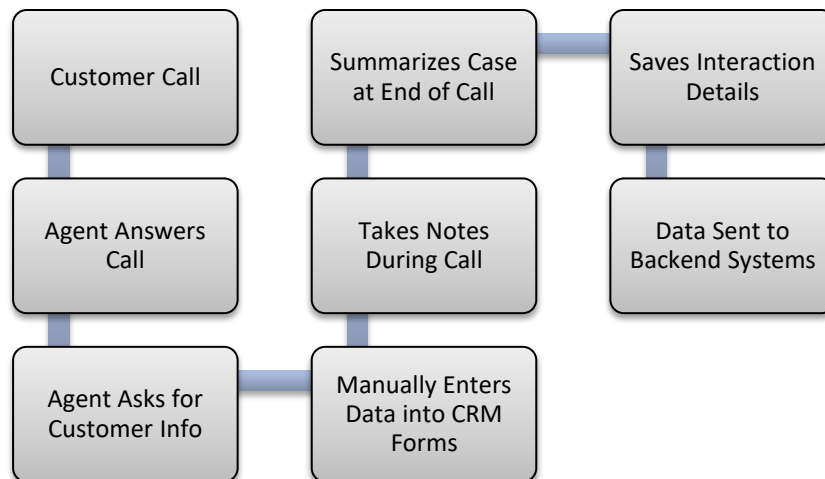 Customer Call
Agent Answers
Call
Agent Asks for
Customer Info
Manually Enters
Data into CRM
Forms
Takes Notes
During Call
Summarizes Case
at End of Call
Saves Interaction
Details
Data Sent to
Backend Systems